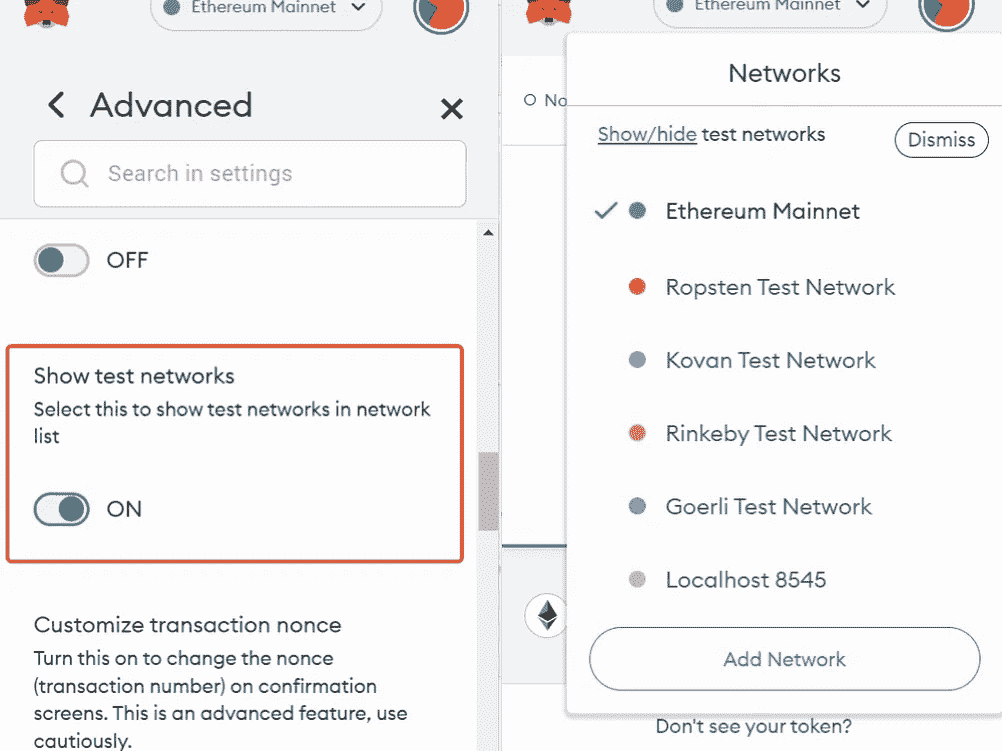 Ethereum Mainnet
Advanced
Search in settings
OFF
Show test networks
Select this to show test networks in network
list
ON
Customize transaction nonce
Turn this on to change the nonce
(transaction number) on confirmation
screens. This is an advanced feature, use
cautiously.
Ethereum Mainnet
No
Networks
Show/hide test networks
Dismiss
Ethereum Mainnet
Ropsten Test Network
Kovan Test Network
Rinkeby Test Network
Goerli Test Network
Localhost 8545
Add Network
Don't see your token?